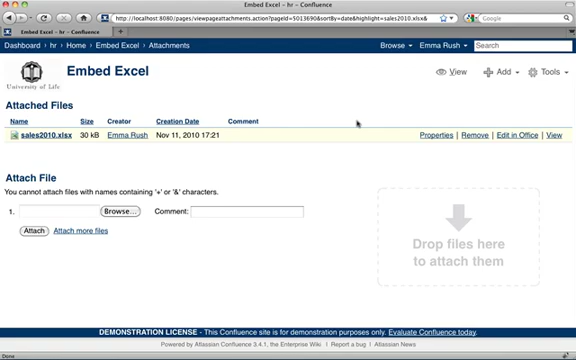 Embed Excel – hr – Confluence
http://localhost:8080/pages/viewpageattachments.action?pageId=5013690&sortBy=date&highlight=sales2010.xlsx&
Google
Embed Excel – hr – Confluence
Dashboard > hr > Home > Embed Excel > Attachments
Browse Emma Rush Search
University of Life
Embed Excel
View Add Tools
Attached Files
Name Size Creator Creation Date Comment
sales2010.xlsx 30 kB Emma Rush Nov 11, 2010 17:21 Properties | Remove | Edit in Office | View
Attach File
You cannot attach files with names containing '+' or '&' characters.
1. Browse... Comment:
Attach Attach more files
Drop files here
to attach them
DEMONSTRATION LICENSE - This Confluence site is for demonstration purposes only. Evaluate Confluence today.
Powered by Atlassian Confluence 3.4.1, the Enterprise Wiki | Report a bug | Atlassian News
Done